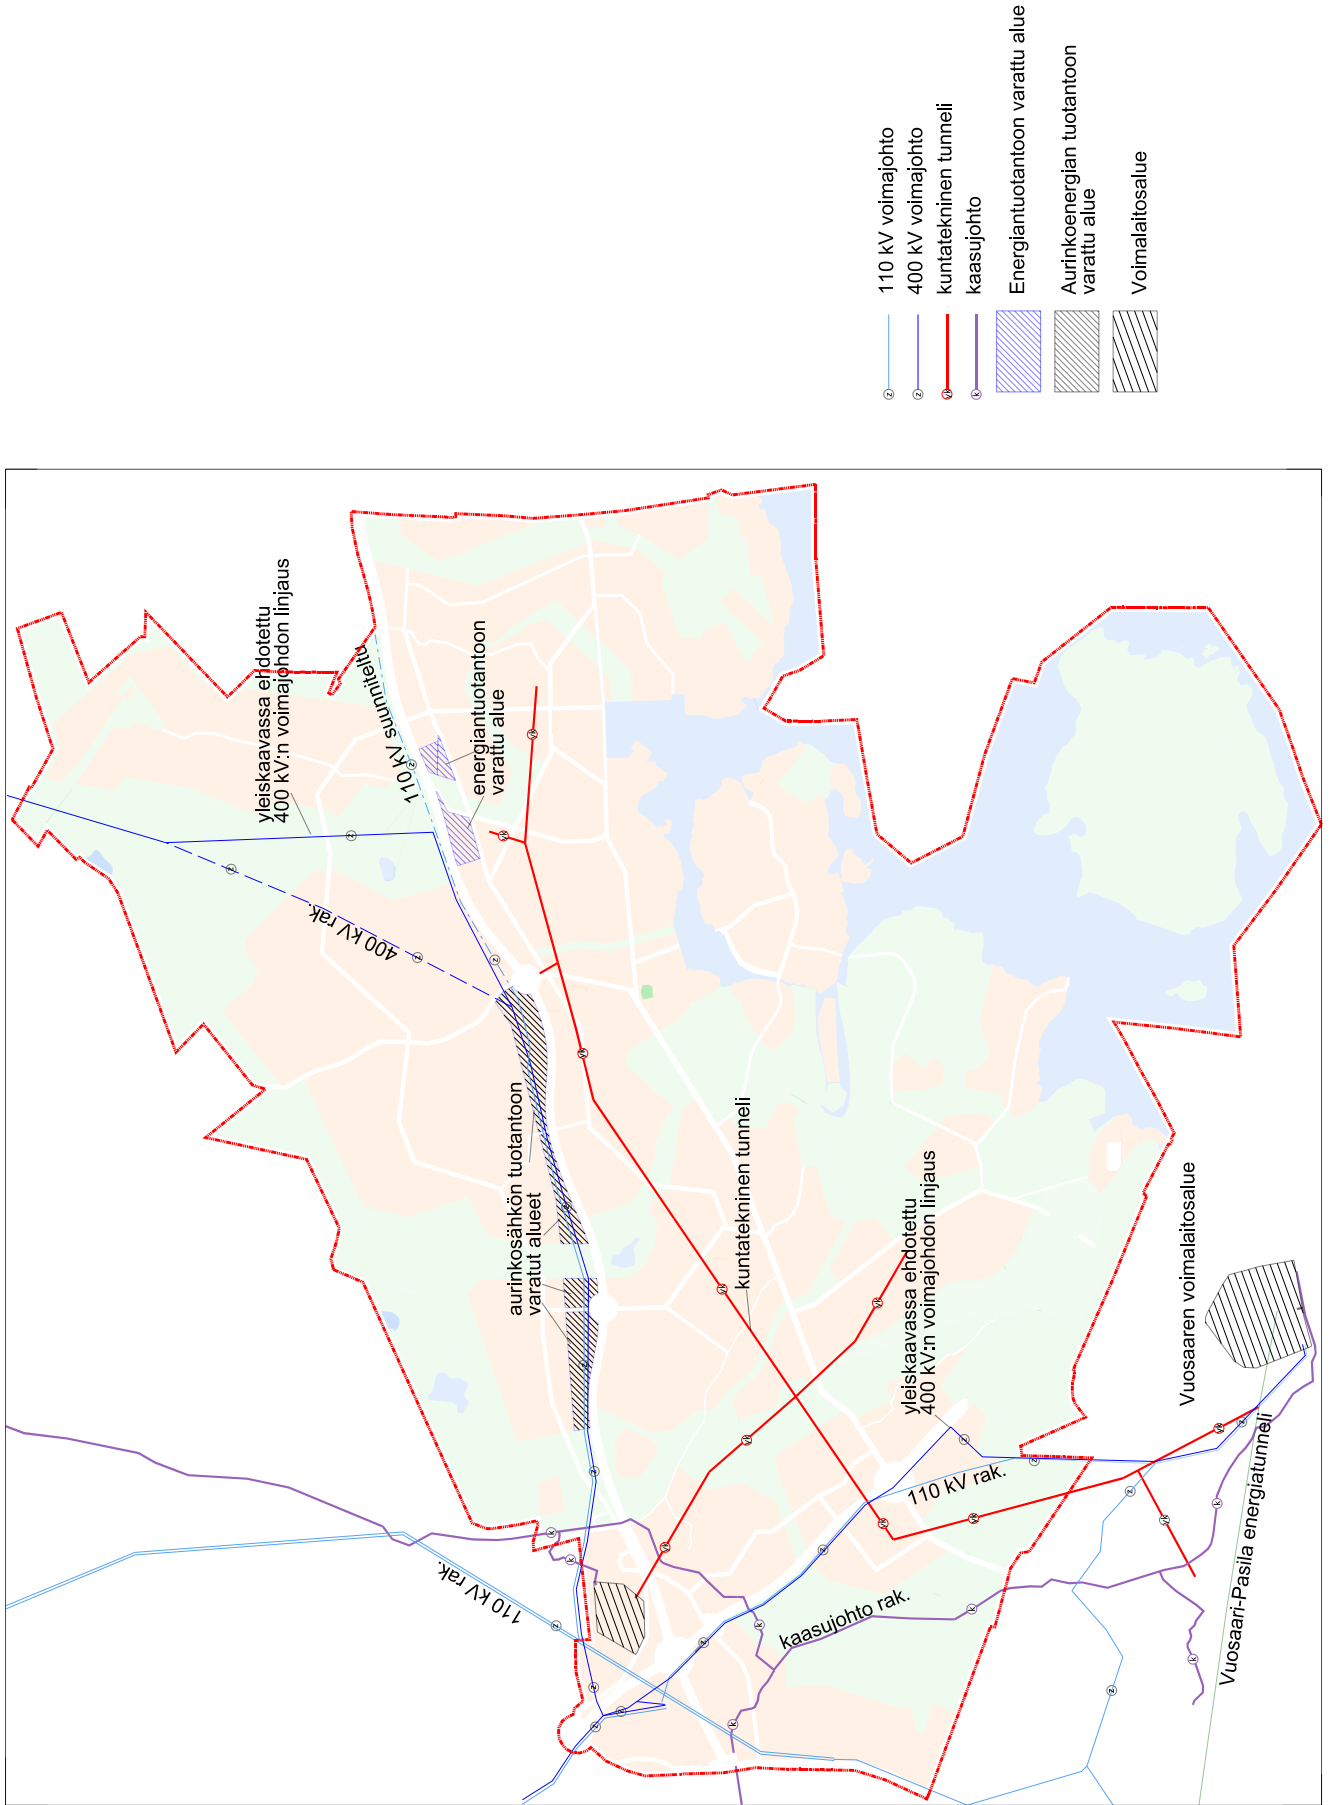 110 kV voimajohto
400 kV voimajohto
kuntatekninen tunneli
kaasujohto
Energiantuotantoon varattu alue
Aurinkoenergian tuotantoon
varattu alue
Voimalaitosalue
z
z
yk
k
yleiskaavassa ehdotettu
400 kV:n voimajohdon linjaus
110 kV suunniteltu
energiantuotantoon
varattu alue
400 kV rak.
aurinkosähkön tuotantoon
varatut alueet
kuntatekninen tunneli
yleiskaavassa ehdotettu
400 kV:n voimajohdon linjaus
Vuosaaren voimalaitosalue
110 kV rak.
110 kV rak.
kaasujohto rak.
Vuosaari-Pasila energiatunneli